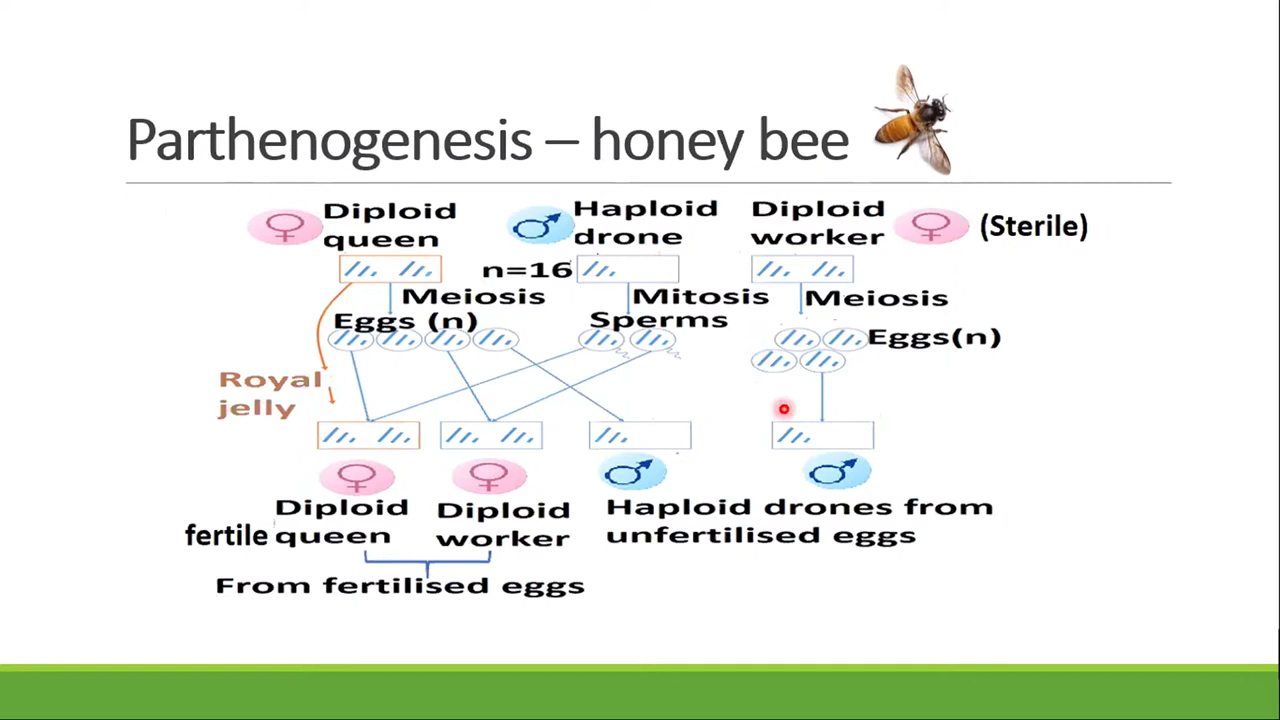 Parthenogenesis – honey bee
Diploid
queen
Haploid
drone
Diploid
worker
(Sterile)
n=16
Meiosis
Mitosis
Meiosis
Eggs (n)
Sperms
Eggs(n)
Royal
jelly
Diploid
fertile queen
Diploid
worker
Haploid drones from
unfertilised eggs
From fertilised eggs